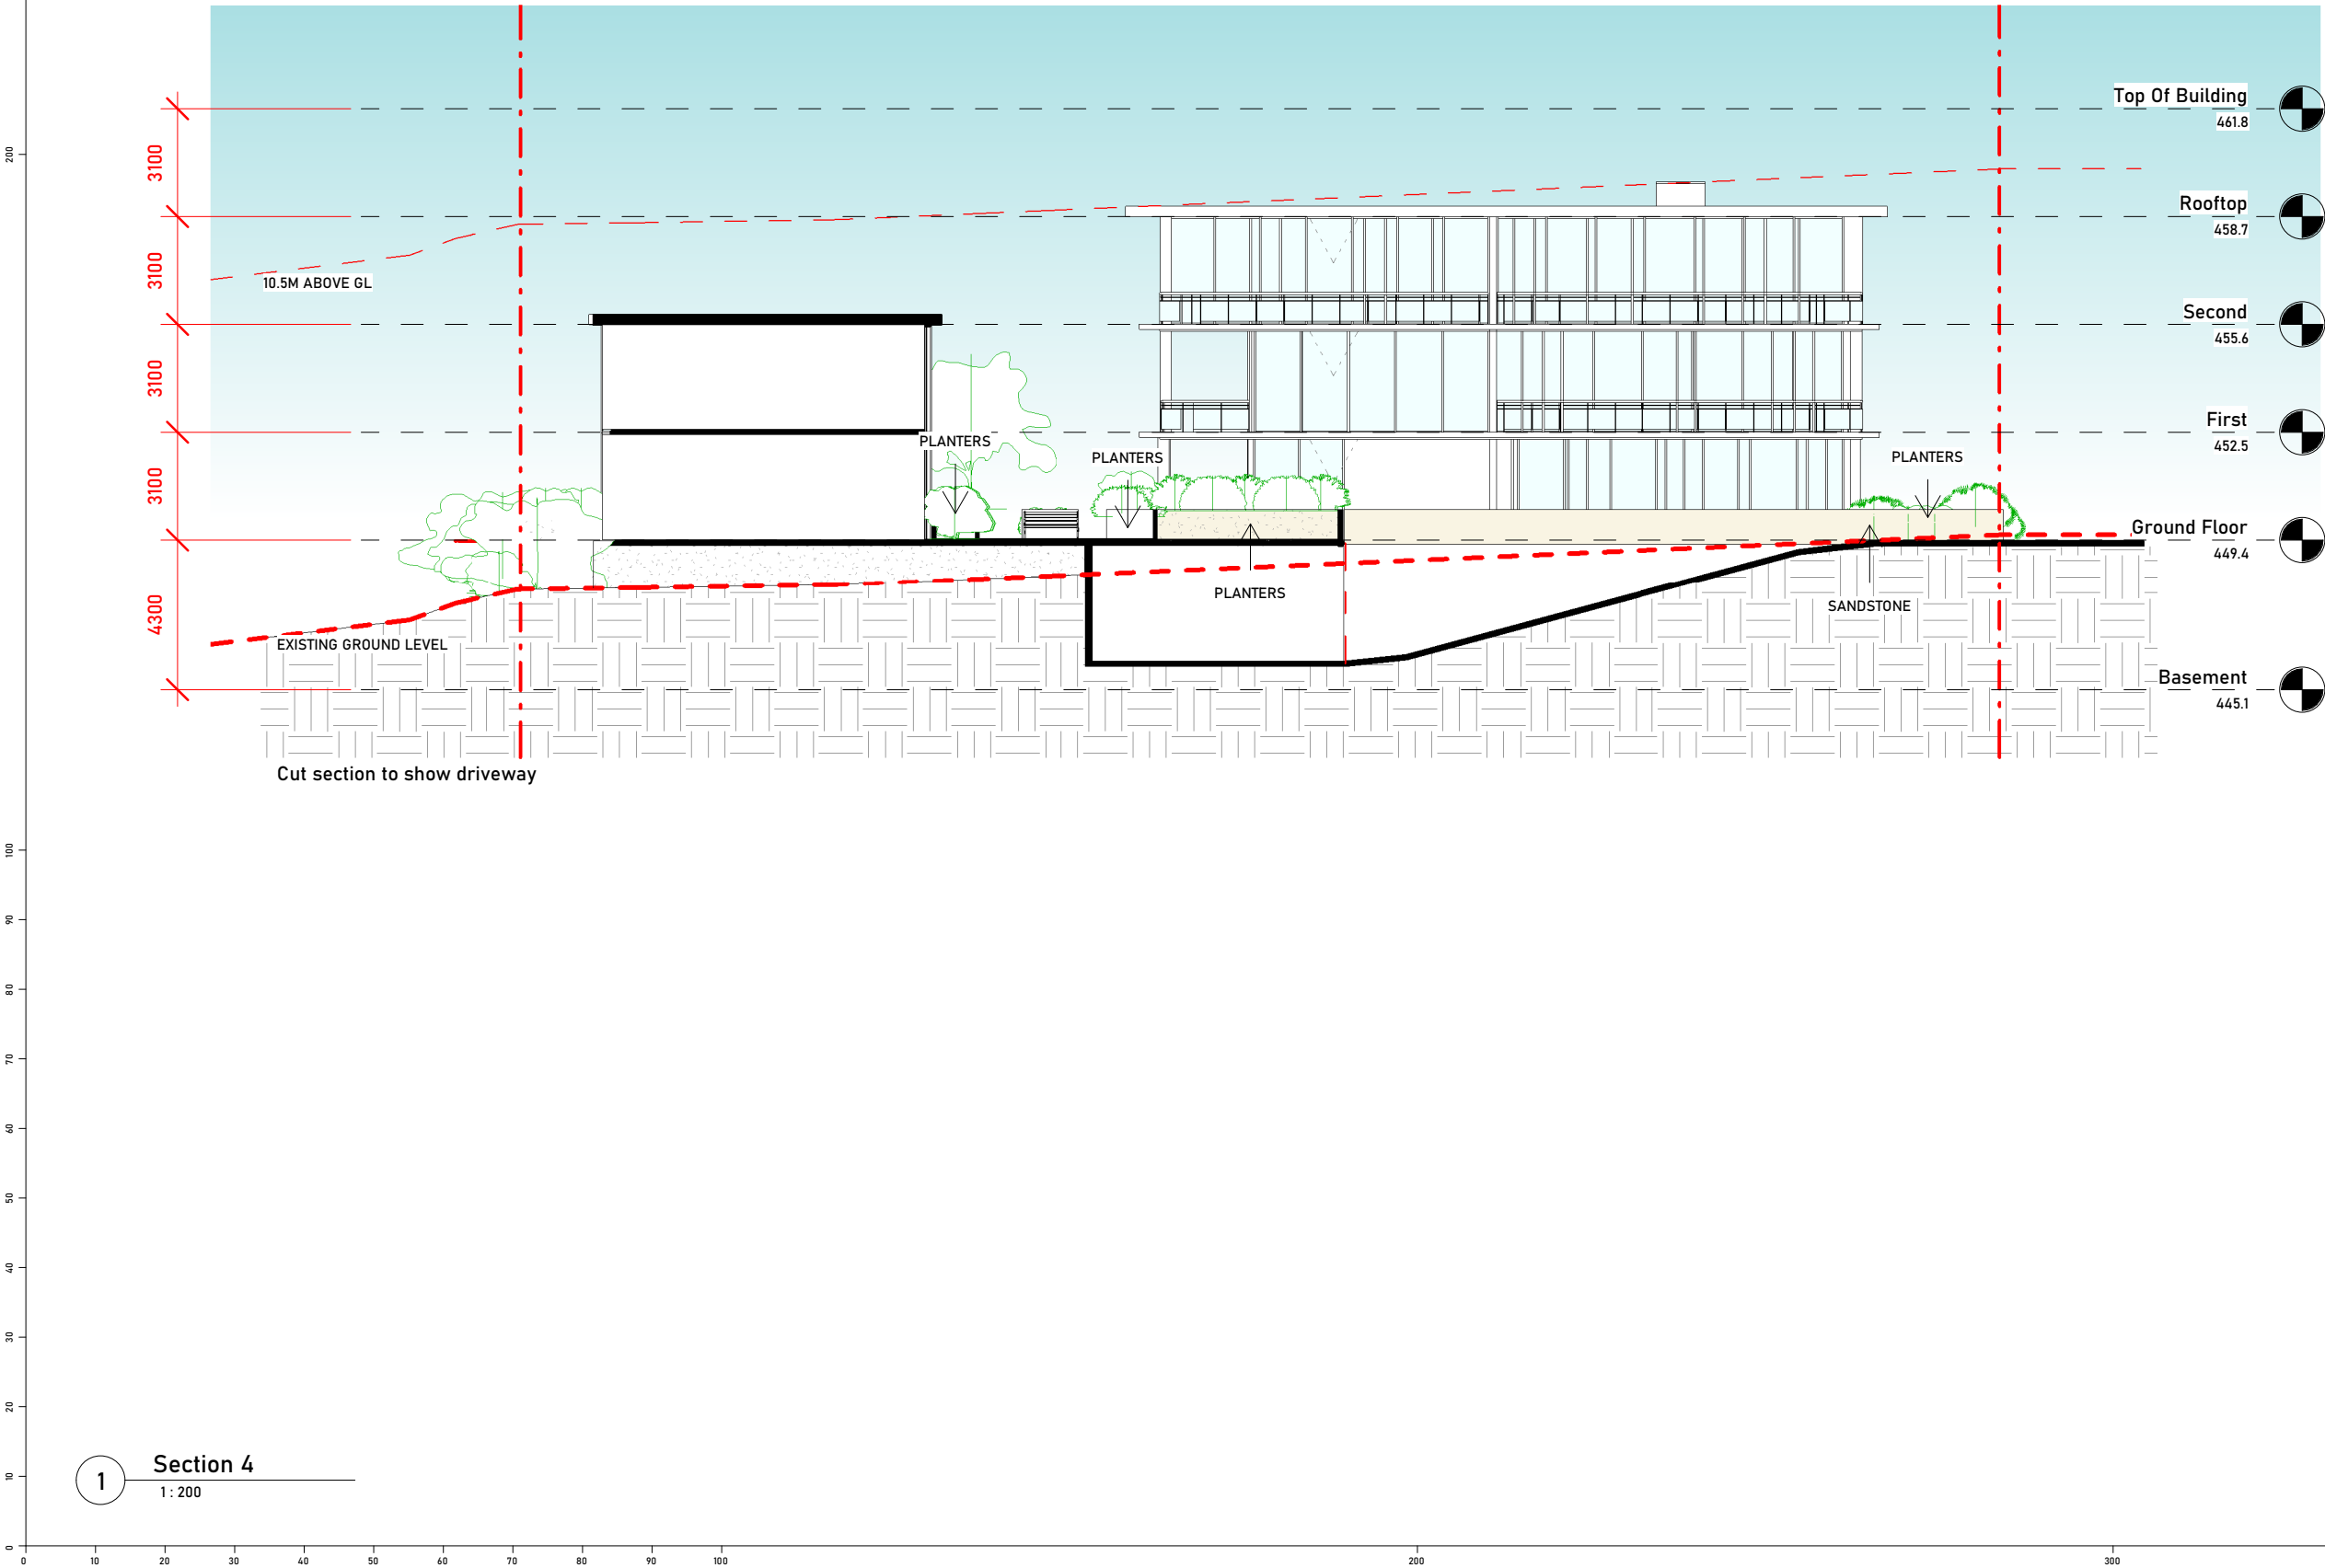 200
Top Of Building
461.8
3100
Rooftop
458.7
3100
10.5M ABOVE GL
Second
455.6
3100
First
452.5
PLANTERS
PLANTERS
PLANTERS
3100
Ground Floor
449.4
PLANTERS
SANDSTONE
4300
EXISTING GROUND LEVEL
Basement
445.1
Cut section to show driveway
100
90
80
70
60
50
40
30
20
10
0
1
Section 4
1 : 200
0 10 20 30 40 50 60 70 80 90 100 200 300